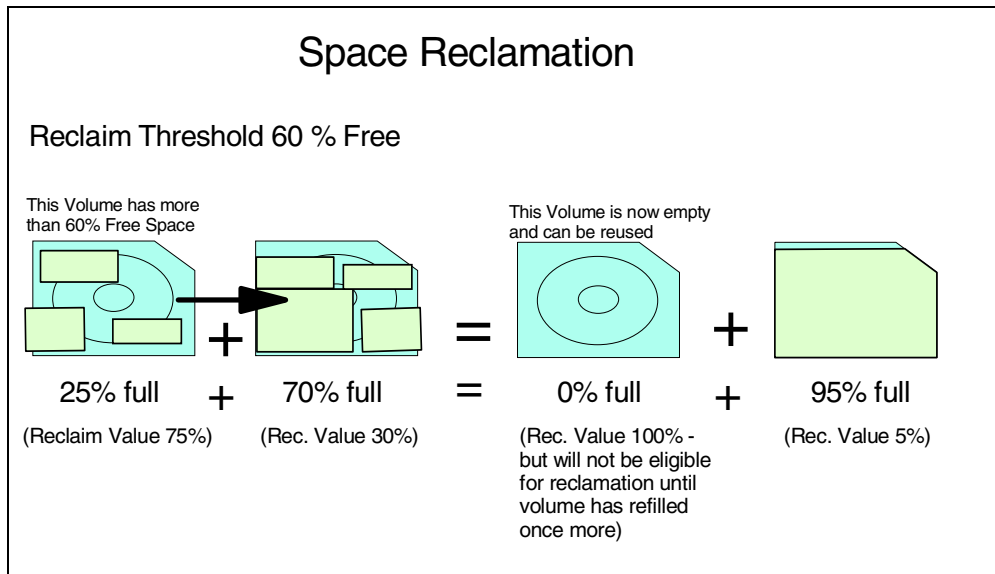 Space Reclamation
Reclaim Threshold 60 % Free
This Volume has more
than 60% Free Space
This Volume is now empty
and can be reused
+ = +
25% full + 70% full = 0% full + 95% full
(Reclaim Value 75%)
(Rec. Value 30%)
(Rec. Value 100% -
but will not be eligible
for reclamation until
volume has refilled
once more)
(Rec. Value 5%)